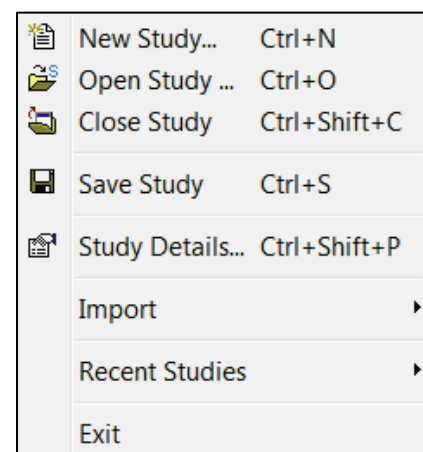 New Study... Ctrl+N
Open Study ... Ctrl+O
Close Study Ctrl+Shift+C
Save Study Ctrl+S
Study Details... Ctrl+Shift+P
Import
Recent Studies
Exit